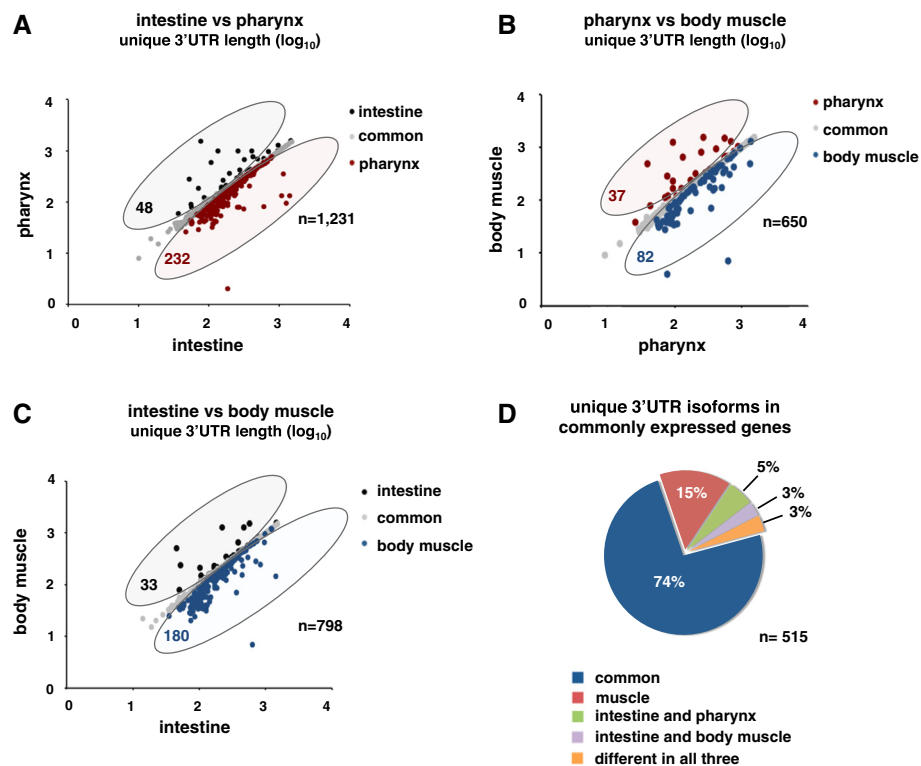 A
intestine vs pharynx
unique 3’UTR length (log10)
4
3
2
1
0
pharynx
48
232
n=1,231
intestine
common
pharynx
0 1 2 3 4
intestine
B
pharynx vs body muscle
unique 3’UTR length (log10)
4
3
2
1
0
body muscle
37
82
n=650
pharynx
common
body muscle
0 1 2 3 4
pharynx
C
intestine vs body muscle
unique 3’UTR length (log10)
4
3
2
1
0
body muscle
33
180
n=798
intestine
common
body muscle
0 1 2 3 4
intestine
D
unique 3’UTR isoforms in
commonly expressed genes
15%
5%
3%
3%
74%
n= 515
common
muscle
intestine and pharynx
intestine and body muscle
different in all three